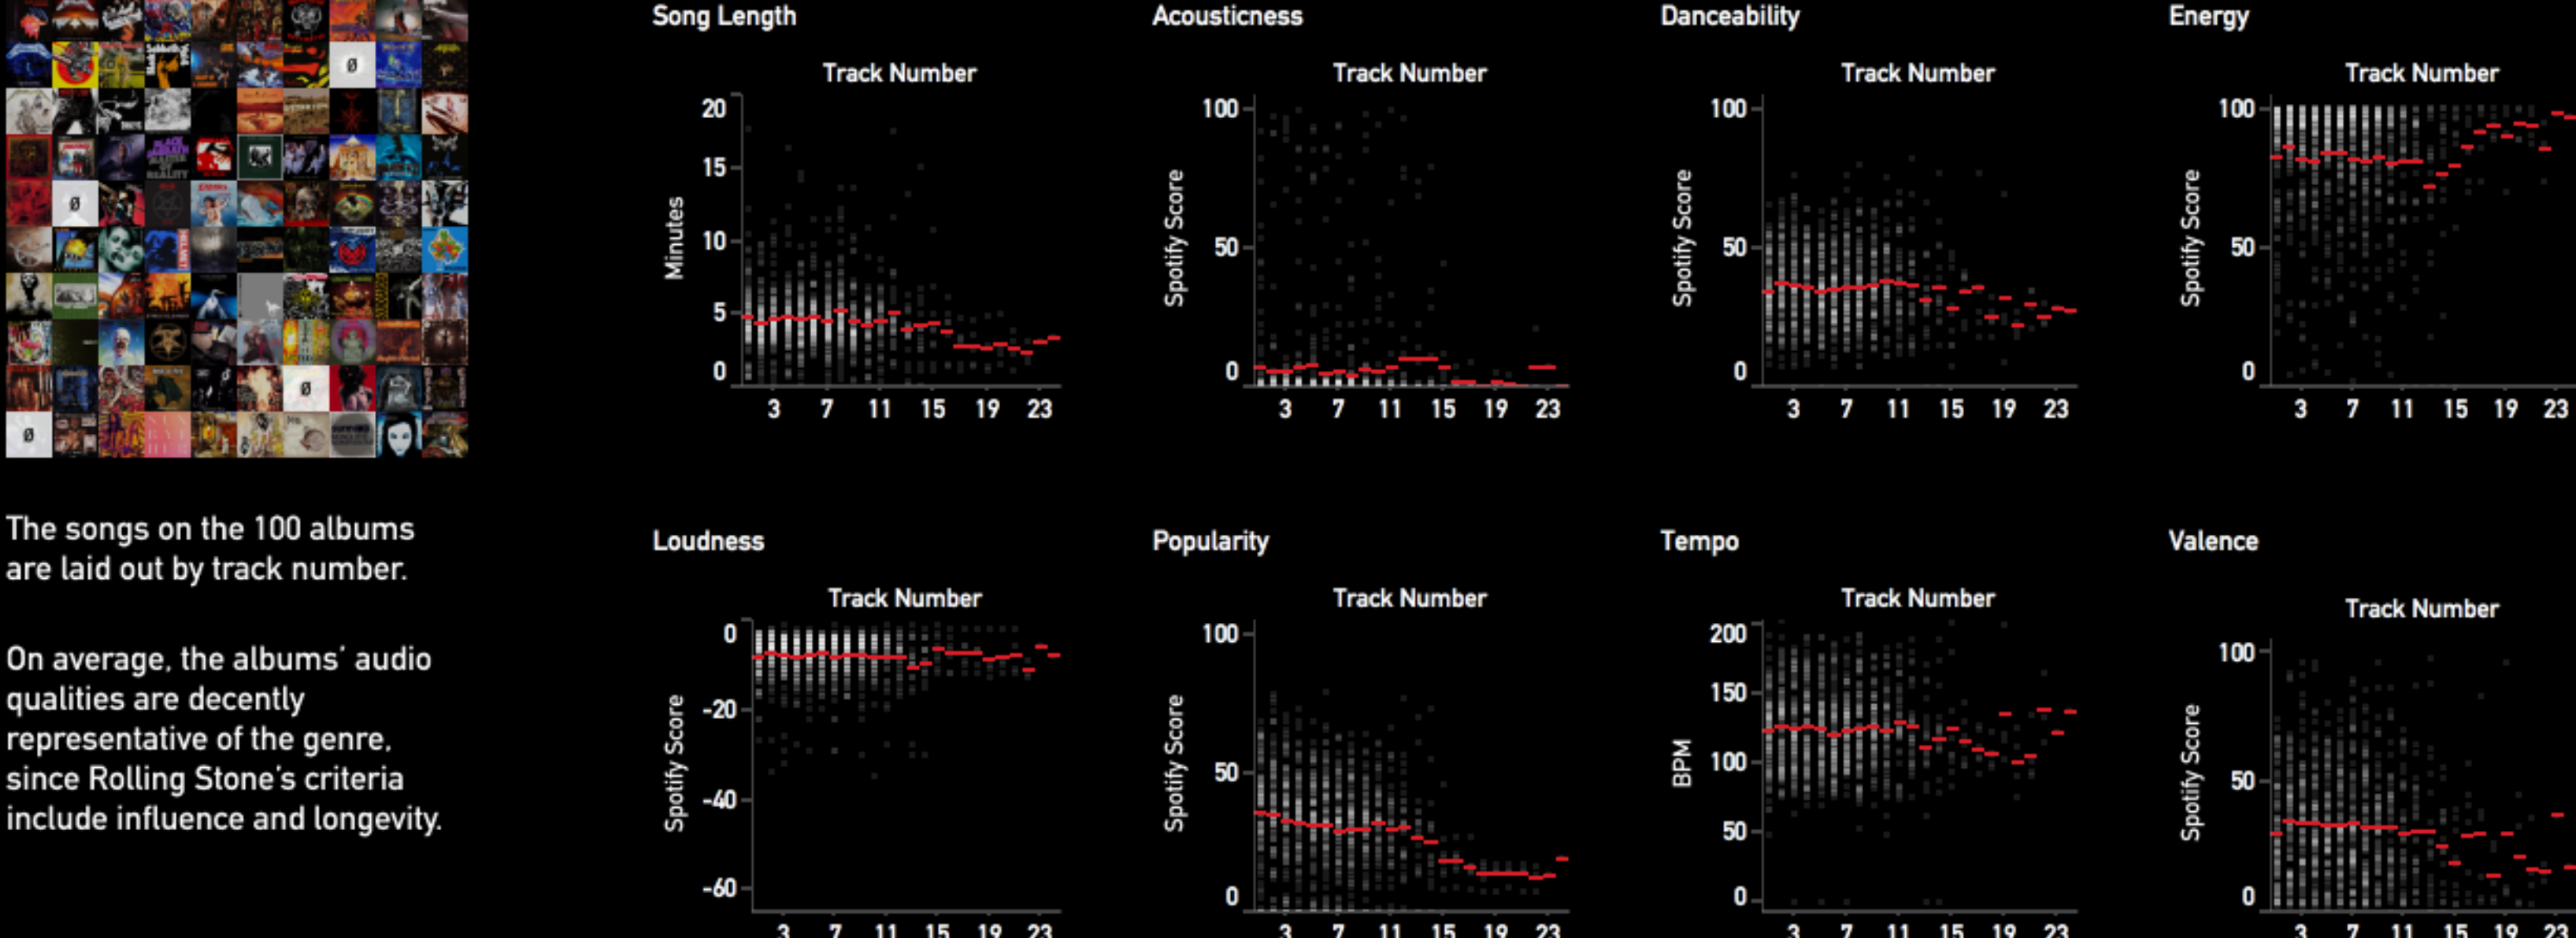 Song Length
Acousticness
Danceability
Energy
Track Number
Track Number
Track Number
Track Number
20
15
10
5
0
Minutes
3 7 11 15 19 23
100
50
0
Spotify Score
3 7 11 15 19 23
100
50
0
Spotify Score
3 7 11 15 19 23
100
50
0
Spotify Score
3 7 11 15 19 23
The songs on the 100 albums
are laid out by track number.
On average, the albums’ audio
qualities are decently
representative of the genre,
since Rolling Stone’s criteria
include influence and longevity.
Loudness
Popularity
Tempo
Valence
Track Number
Track Number
Track Number
Track Number
0
-20
-40
-60
Spotify Score
3 7 11 15 19 23
100
50
0
Spotify Score
3 7 11 15 19 23
200
150
100
50
0
BPM
3 7 11 15 19 23
100
50
0
Spotify Score
3 7 11 15 19 23